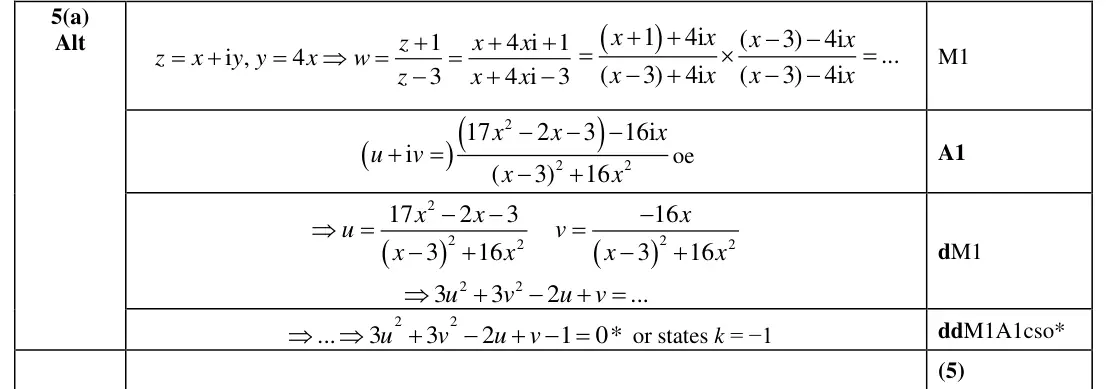 5(a)
Alt
z = x + iy, y = 4x ⇒ w = (z + 1)/(z − 3) = (x + 4xi + 1)/(x + 4xi − 3) = ((x + 1) + 4ix)/((x − 3) + 4ix) × ((x − 3) − 4ix)/((x − 3) − 4ix) = ... M1
(u + iv =) ((17x² − 2x − 3) − 16ix)/((x − 3)² + 16x²) oe A1
⇒ u = (17x² − 2x − 3)/((x − 3)² + 16x²) v = (−16x)/((x − 3)² + 16x²)
dM1
⇒ 3u² + 3v² − 2u + v = ...
⇒ ... ⇒ 3u² + 3v² − 2u + v − 1 = 0* or states k = −1 ddM1A1cso*
(5)